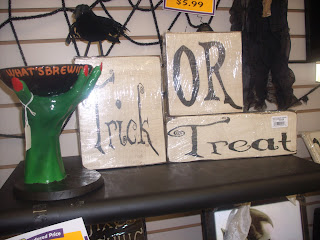 $5.99
WHAT'S BREWIN
Trick
OR
Treat